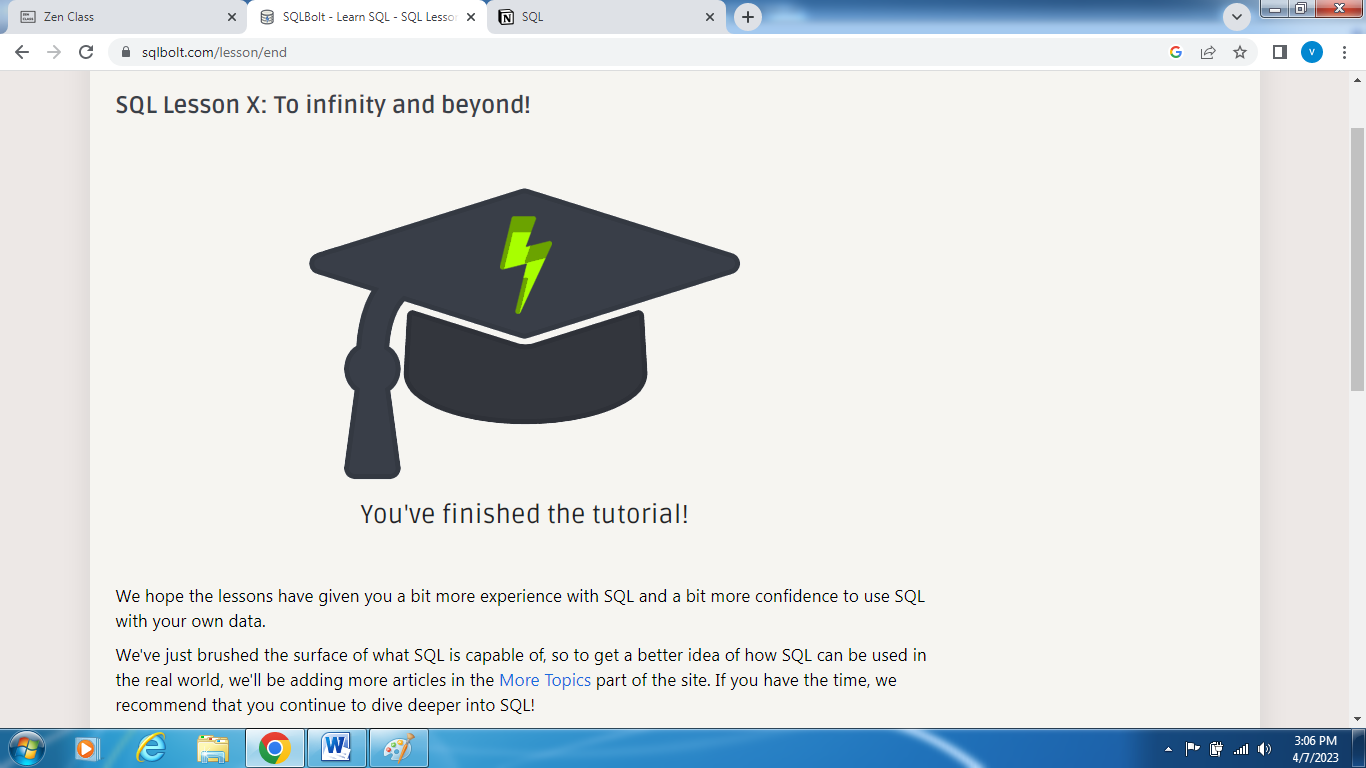 Zen Class
SQLBolt - Learn SQL - SQL Lesso
SQL
sqlbolt.com/lesson/end
v
SQL Lesson X: To infinity and beyond!
You've finished the tutorial!
We hope the lessons have given you a bit more experience with SQL and a bit more confidence to use SQL
with your own data.
We've just brushed the surface of what SQL is capable of, so to get a better idea of how SQL can be used in
the real world, we'll be adding more articles in the More Topics part of the site. If you have the time, we
recommend that you continue to dive deeper into SQL!
3:06 PM
4/7/2023